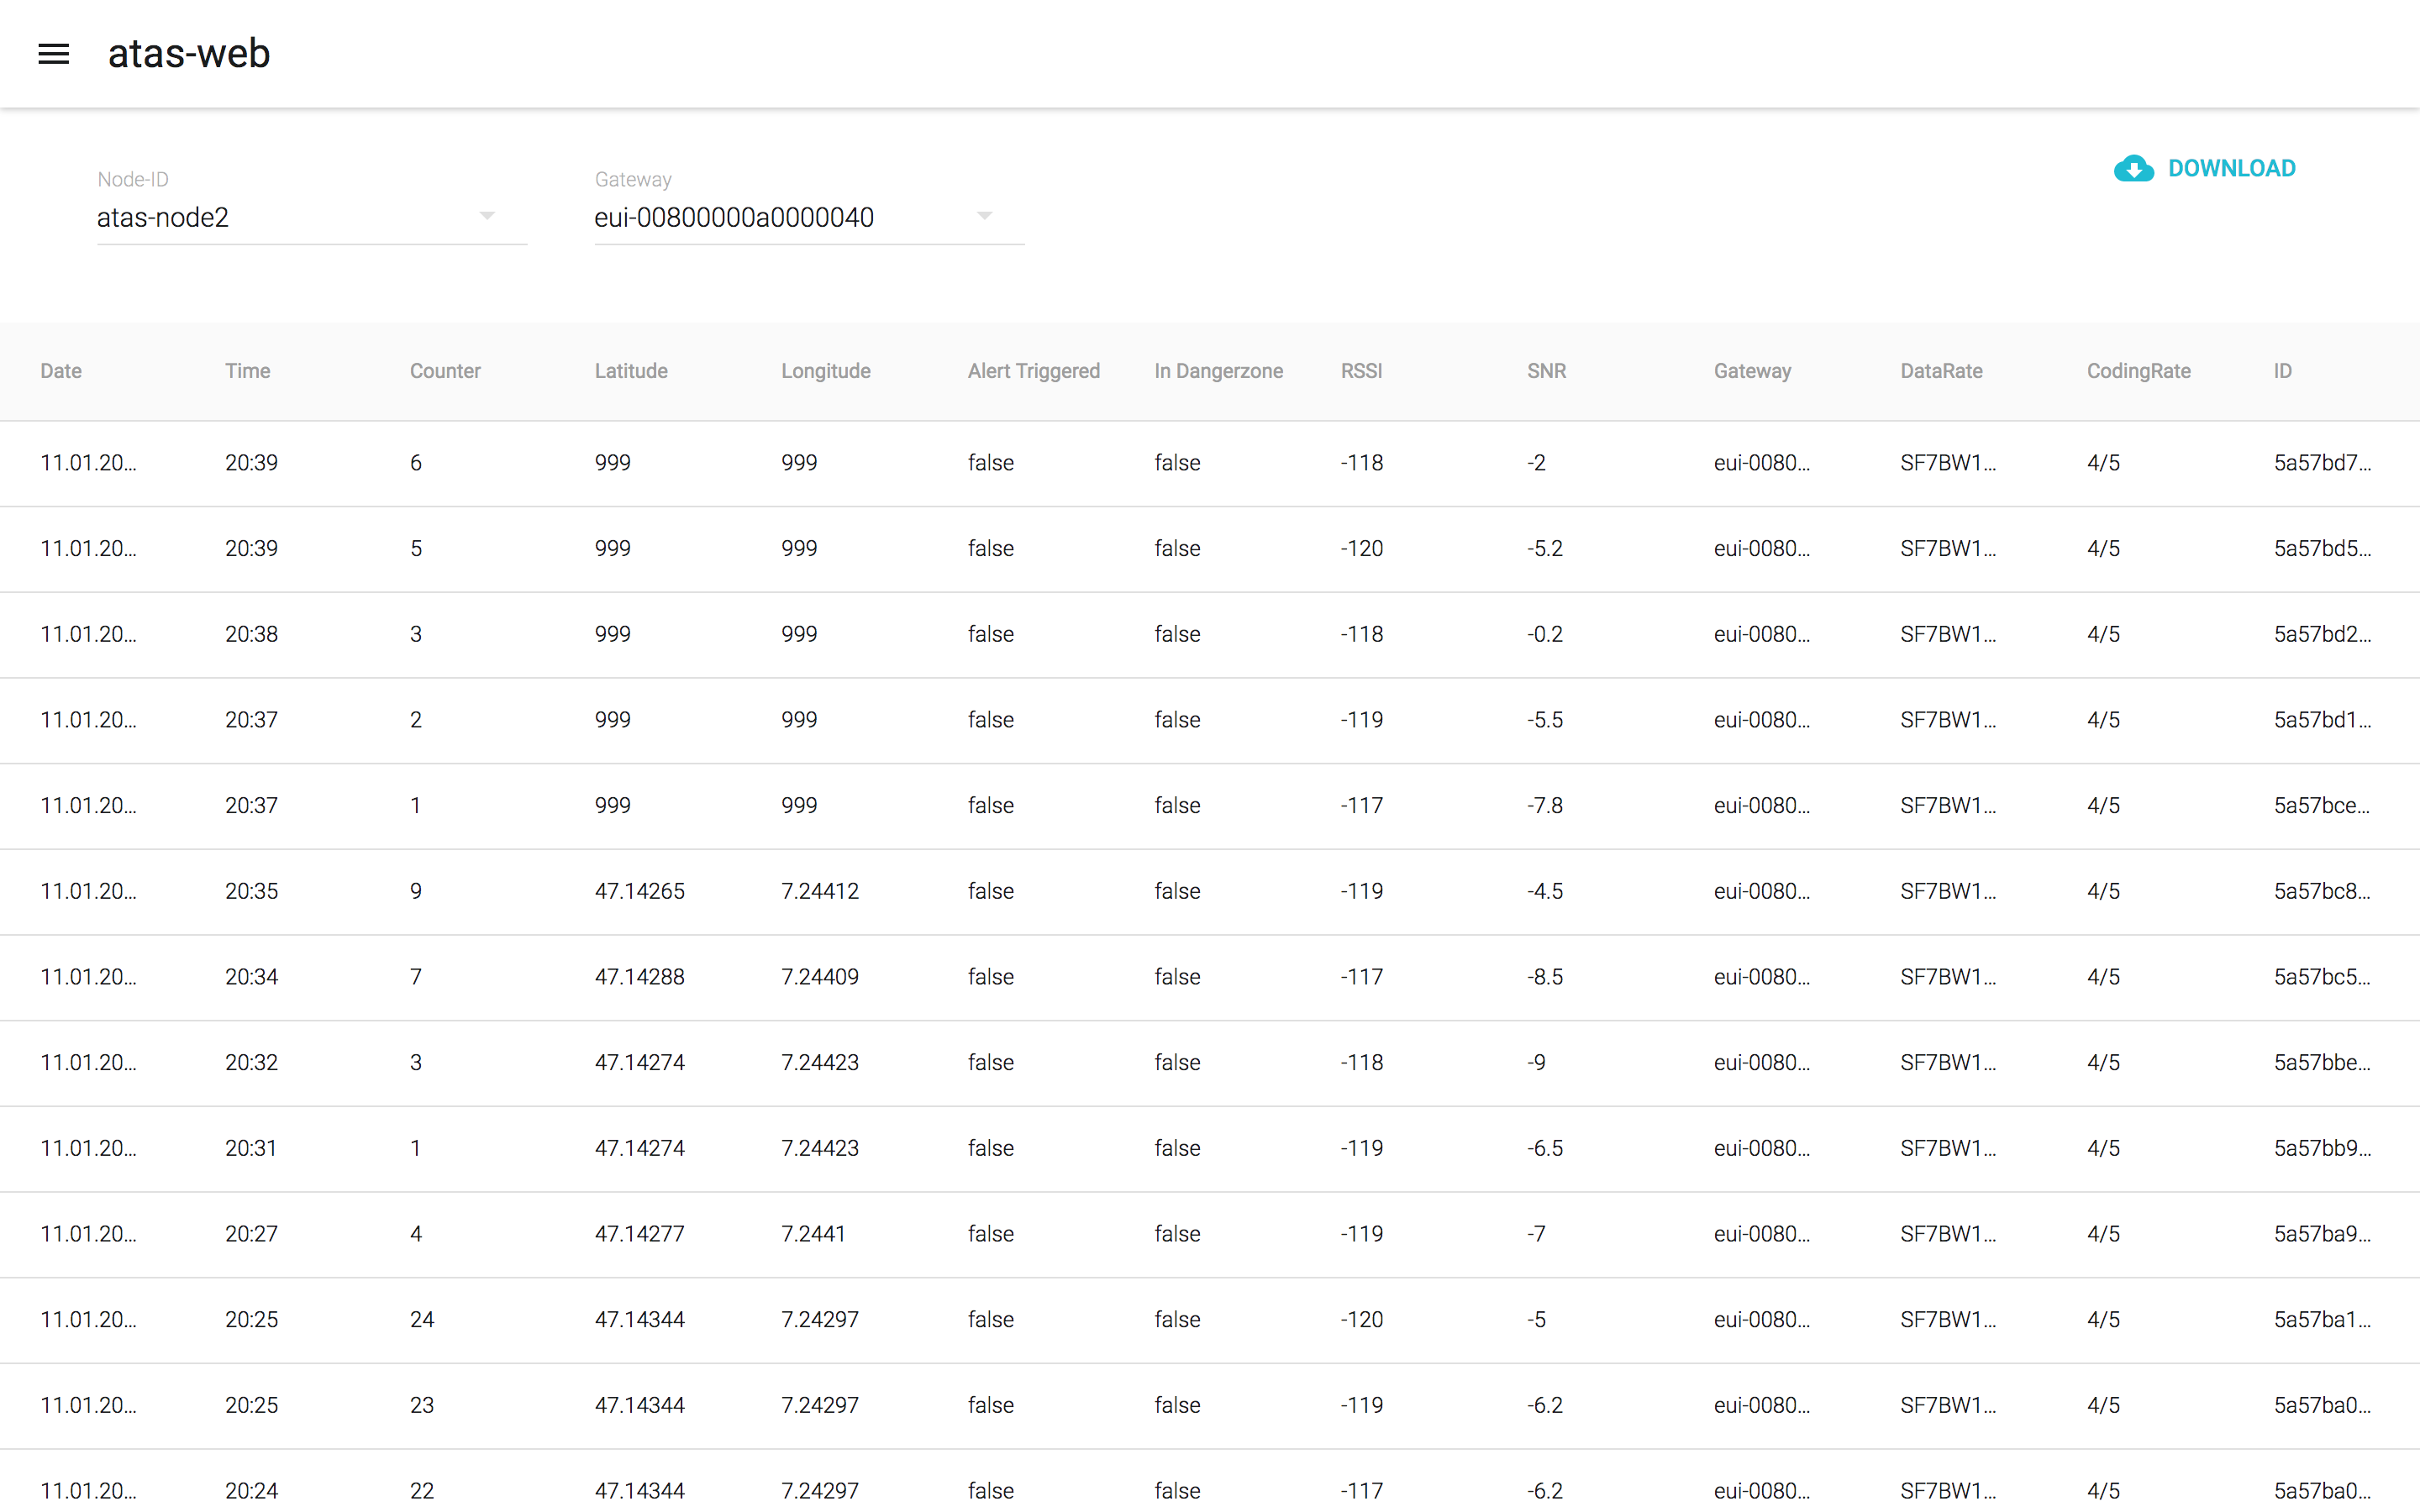 atas-web
DOWNLOAD
Node-ID Gateway
atas-node2 eui-00800000a0000040
Date Time Counter Latitude Longitude Alert Triggered In Dangerzone RSSI SNR Gateway DataRate CodingRate ID
11.01.20... 20:39 6 999 999 false false -118 -2 eui-0080... SF7BW1... 4/5 5a57bd7...
11.01.20... 20:39 5 999 999 false false -120 -5.2 eui-0080... SF7BW1... 4/5 5a57bd5...
11.01.20... 20:38 3 999 999 false false -118 -0.2 eui-0080... SF7BW1... 4/5 5a57bd2...
11.01.20... 20:37 2 999 999 false false -119 -5.5 eui-0080... SF7BW1... 4/5 5a57bd1...
11.01.20... 20:37 1 999 999 false false -117 -7.8 eui-0080... SF7BW1... 4/5 5a57bce...
11.01.20... 20:35 9 47.14265 7.24412 false false -119 -4.5 eui-0080... SF7BW1... 4/5 5a57bc8...
11.01.20... 20:34 7 47.14288 7.24409 false false -117 -8.5 eui-0080... SF7BW1... 4/5 5a57bc5...
11.01.20... 20:32 3 47.14274 7.24423 false false -118 -9 eui-0080... SF7BW1... 4/5 5a57bbe...
11.01.20... 20:31 1 47.14274 7.24423 false false -119 -6.5 eui-0080... SF7BW1... 4/5 5a57bb9...
11.01.20... 20:27 4 47.14277 7.2441 false false -119 -7 eui-0080... SF7BW1... 4/5 5a57ba9...
11.01.20... 20:25 24 47.14344 7.24297 false false -120 -5 eui-0080... SF7BW1... 4/5 5a57ba1...
11.01.20... 20:25 23 47.14344 7.24297 false false -119 -6.2 eui-0080... SF7BW1... 4/5 5a57ba0...
11.01.20... 20:24 22 47.14344 7.24297 false false -117 -6.2 eui-0080... SF7BW1... 4/5 5a57ba0...